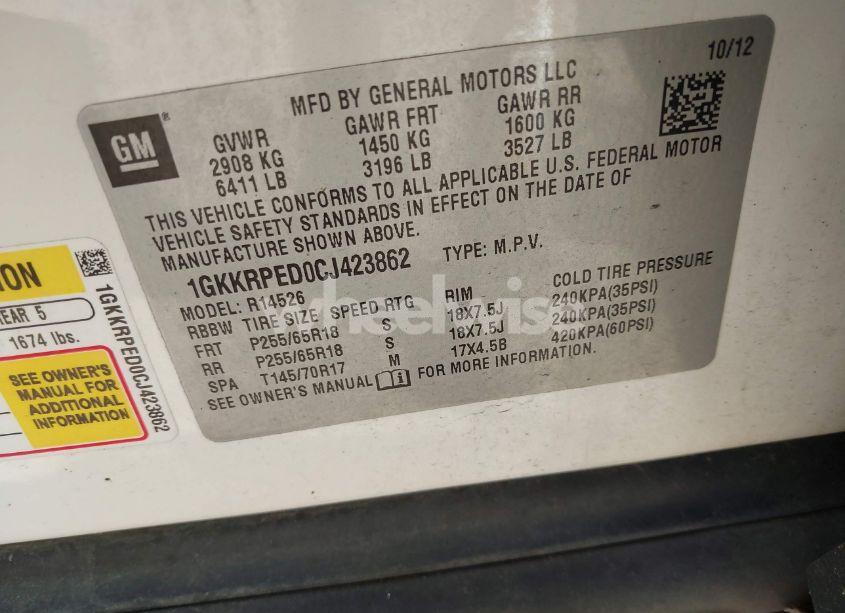 10/12
MFD BY GENERAL MOTORS LLC
GM®
GVWR GAWR FRT GAWR RR
2908 KG 1450 KG 1600 KG
6411 LB 3196 LB 3527 LB
THIS VEHICLE CONFORMS TO ALL APPLICABLE U.S. FEDERAL MOTOR
VEHICLE SAFETY STANDARDS IN EFFECT ON THE DATE OF
MANUFACTURE SHOWN ABOVE.
1GKKRPED0CJ423862 TYPE: M.P.V.
MODEL: R14526
RBBW TIRE SIZE SPEED RTG RIM COLD TIRE PRESSURE
FRT P255/65R18 S 18X7.5J 240KPA(35PSI)
RR P255/65R18 S 18X7.5J 240KPA(35PSI)
SPA T145/70R17 M 17X4.5B 420KPA(60PSI)
SEE OWNER'S MANUAL FOR MORE INFORMATION.
EAR 5
1674 lbs.
SEE OWNER'S
MANUAL FOR
ADDITIONAL
INFORMATION
1GKKRPED0CJ423862